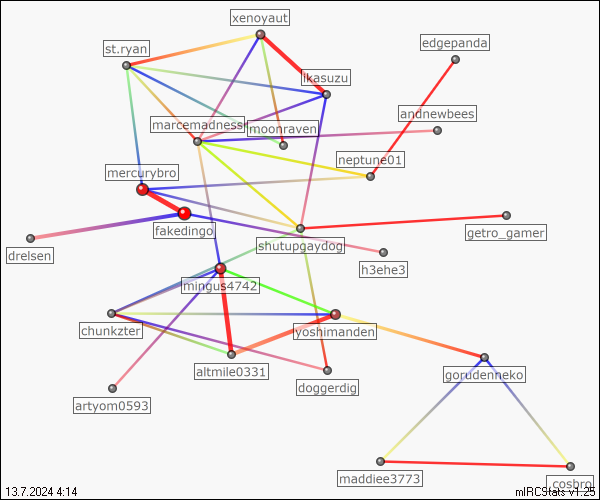 xenoyaut
edgepanda
st.ryan
ikasuzu
andnewbees
marcemadness
moonraven
neptune01
mercurybro
fakedingo
getro_gamer
shutupgaydog
drelsen
h3ehe3
mingus4742
chunkzter
yoshimanden
altmile0331
gorudenneko
doggerdig
artyom0593
maddiee3773
_cosbro_
13.7.2024 4:14
mIRCStats v1.25